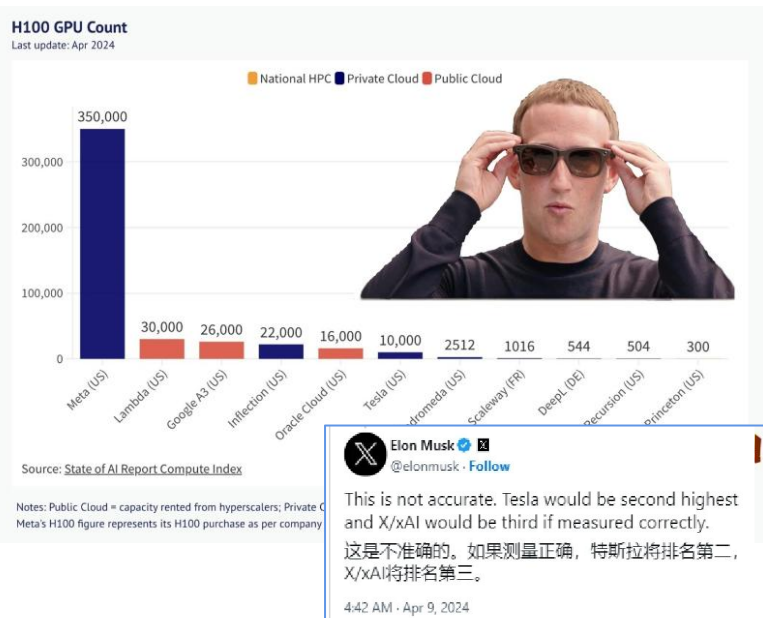 H100 GPU Count
Last update: Apr 2024
National HPC Private Cloud Public Cloud
350,000
300,000
200,000
100,000
0
30,000
26,000
22,000
16,000
10,000
2512
1016
544
504
300
Meta (US)
Lambda (US)
Google A3 (US)
Inflection (US)
Oracle Cloud (US)
Tesla (US)
ndromeda (US)
Scaleway (FR)
DeepL (DE)
Recursion (US)
Princeton (US)
Source: State of AI Report Compute Index
Notes: Public Cloud = capacity rented from hyperscalers; Private C
Meta's H100 figure represents its H100 purchase as per company
Elon Musk
@elonmusk · Follow
This is not accurate. Tesla would be second highest
and X/xAI would be third if measured correctly.
这是不准确的。如果测量正确，特斯拉将排名第二，
X/xAI将排名第三。
4:42 AM · Apr 9, 2024